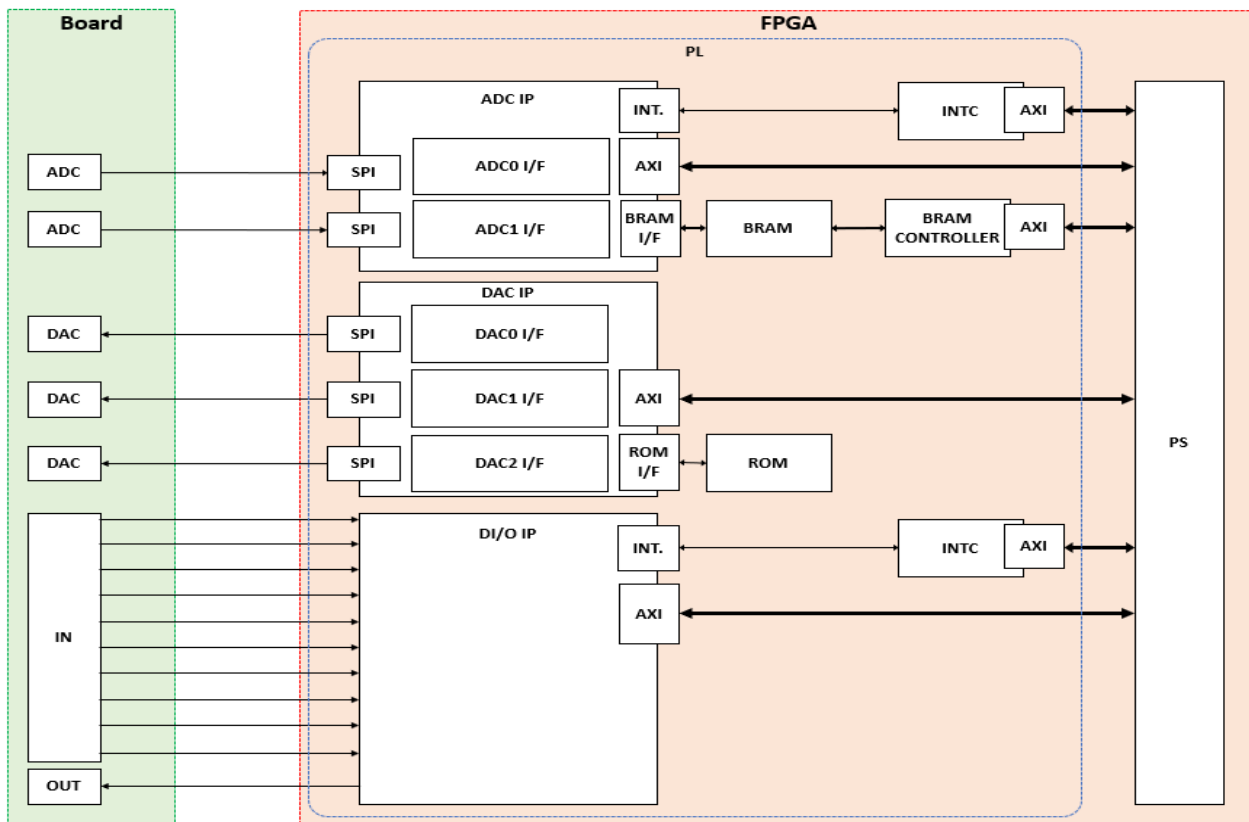 Board
FPGA
PL
ADC IP
INT.
INTC
AXI
ADC
SPI
ADC0 I/F
AXI
ADC
SPI
ADC1 I/F
BRAM
I/F
BRAM
BRAM
CONTROLLER
AXI
DAC IP
DAC
SPI
DAC0 I/F
DAC
SPI
DAC1 I/F
AXI
DAC
SPI
DAC2 I/F
ROM
I/F
ROM
PS
DI/O IP
INT.
INTC
AXI
AXI
IN
OUT